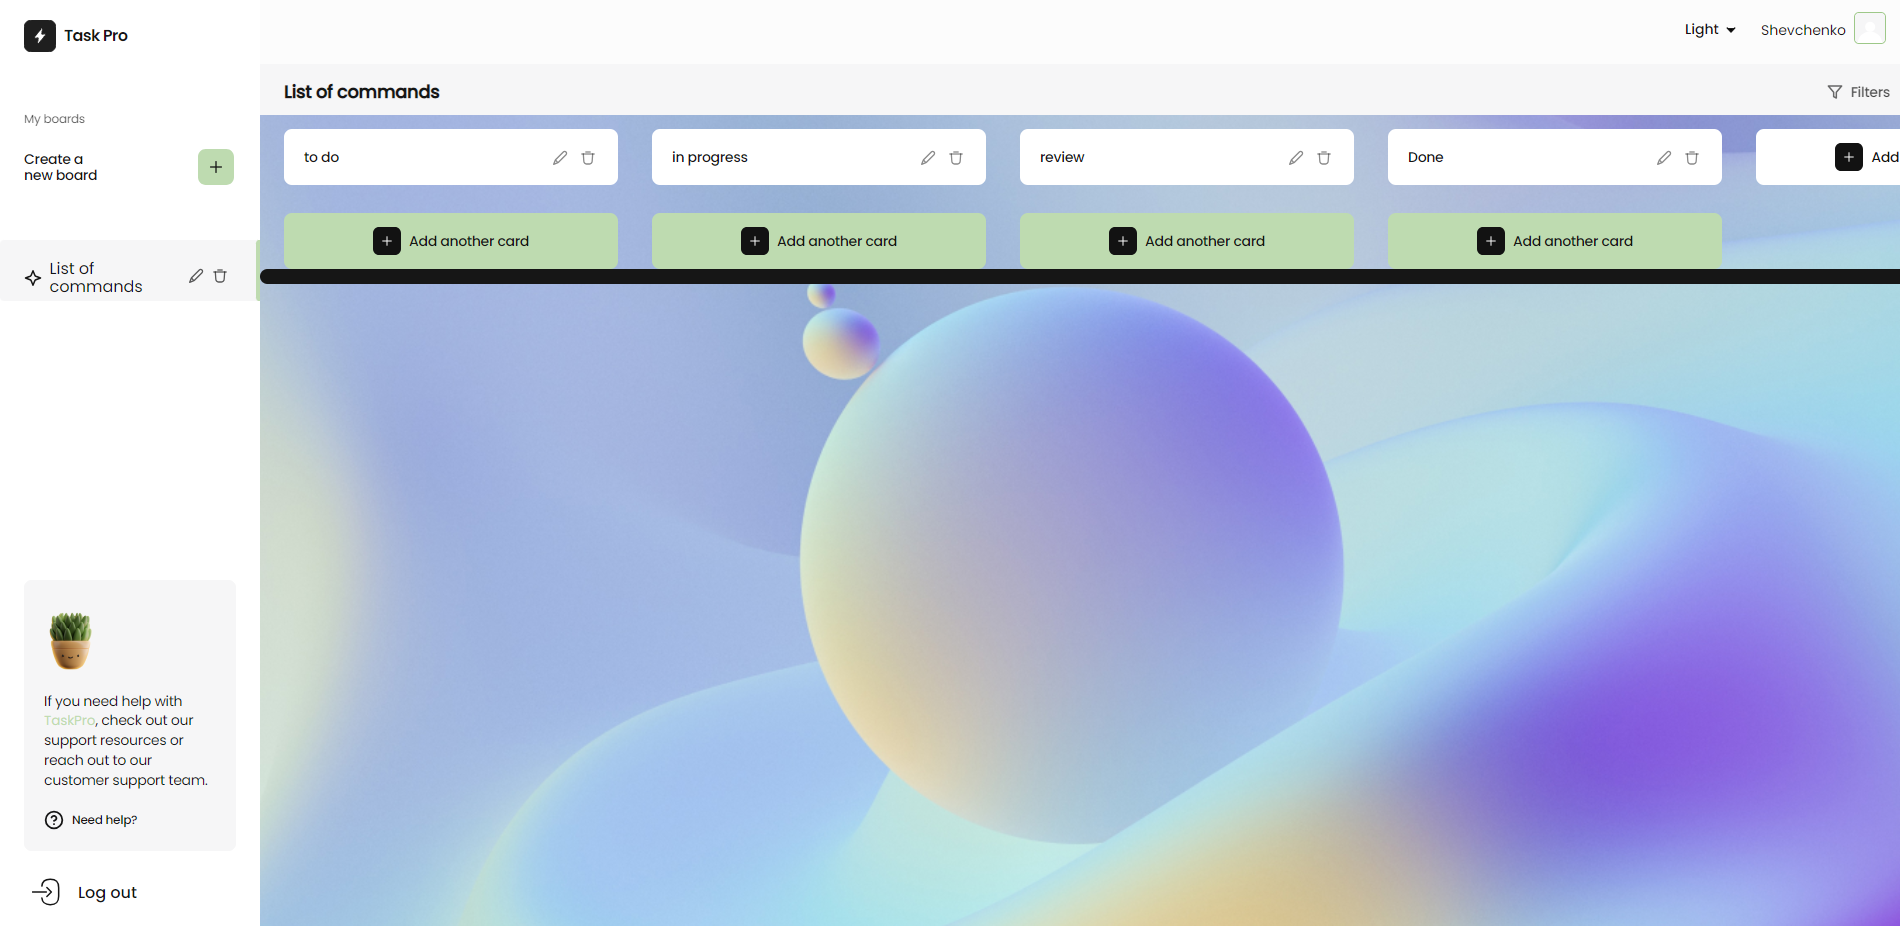 Task Pro
Light
Shevchenko
My boards
Create a
new board
List of
commands
If you need help with
TaskPro, check out our
support resources or
reach out to our
customer support team.
Need help?
Log out
List of commands
Filters
to do
in progress
review
Done
Add
Add another card
Add another card
Add another card
Add another card